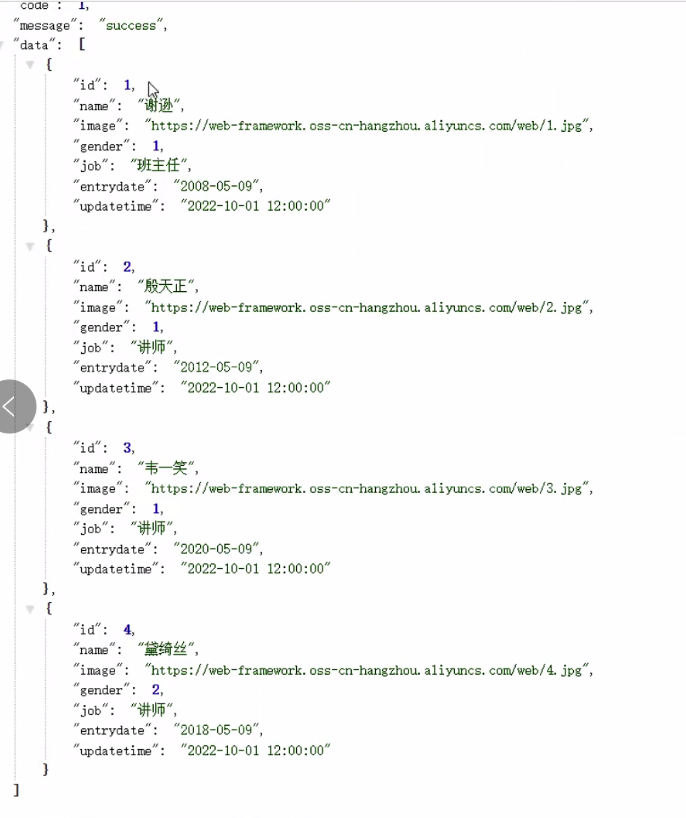 code": 1,
"message": "success",
"data": [
{
"id": 1,
"name": "谢逊",
"image": "https://web-framework.oss-cn-hangzhou.aliyuncs.com/web/1.jpg",
"gender": 1,
"job": "班主任",
"entrydate": "2008-05-09",
"updatetime": "2022-10-01 12:00:00"
},
{
"id": 2,
"name": "殷天正",
"image": "https://web-framework.oss-cn-hangzhou.aliyuncs.com/web/2.jpg",
"gender": 1,
"job": "讲师",
"entrydate": "2012-05-09",
"updatetime": "2022-10-01 12:00:00"
},
{
"id": 3,
"name": "韦一笑",
"image": "https://web-framework.oss-cn-hangzhou.aliyuncs.com/web/3.jpg",
"gender": 1,
"job": "讲师",
"entrydate": "2020-05-09",
"updatetime": "2022-10-01 12:00:00"
},
{
"id": 4,
"name": "黛绮丝",
"image": "https://web-framework.oss-cn-hangzhou.aliyuncs.com/web/4.jpg",
"gender": 2,
"job": "讲师",
"entrydate": "2018-05-09",
"updatetime": "2022-10-01 12:00:00"
}
]